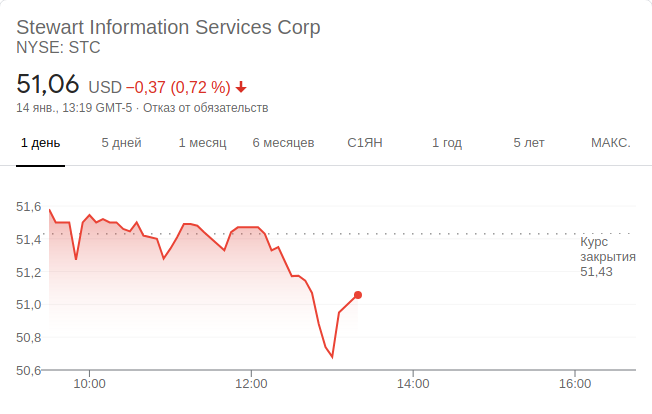 Stewart Information Services Corp
NYSE: STC
51,06 USD −0,37 (0,72 %)
14 янв., 13:19 GMT-5 · Отказ от обязательств
1 день 5 дней 1 месяц 6 месяцев С1ЯН 1 год 5 лет МАКС.
51,6
51,4
51,2
51,0
50,8
50,6
Курс
закрытия
51,43
10:00 12:00 14:00 16:00